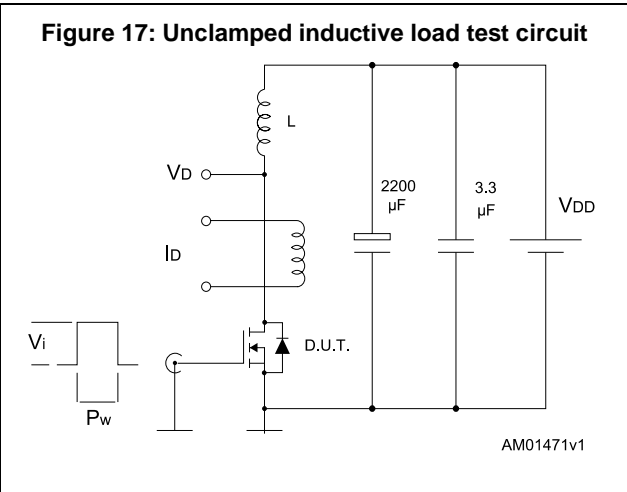 Figure 17: Unclamped inductive load test circuit
L
VD
2200
µF
3.3
µF
VDD
ID
Vi
D.U.T.
Pw
AM01471v1